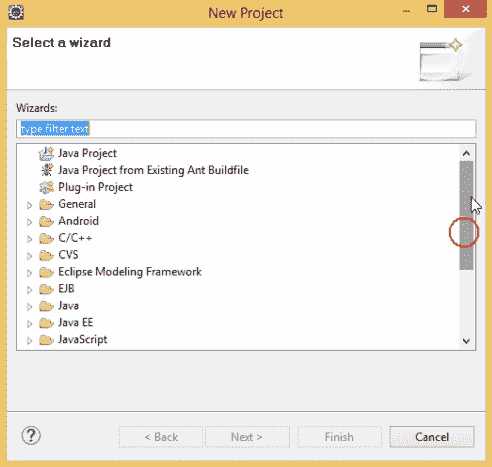 New Project
Select a wizard
Wizards:
type filter text
Java Project
Java Project from Existing Ant Buildfile
Plug-in Project
General
Android
C/C++
CVS
Eclipse Modeling Framework
EJB
Java
Java EE
JavaScript
? < Back Next > Finish Cancel